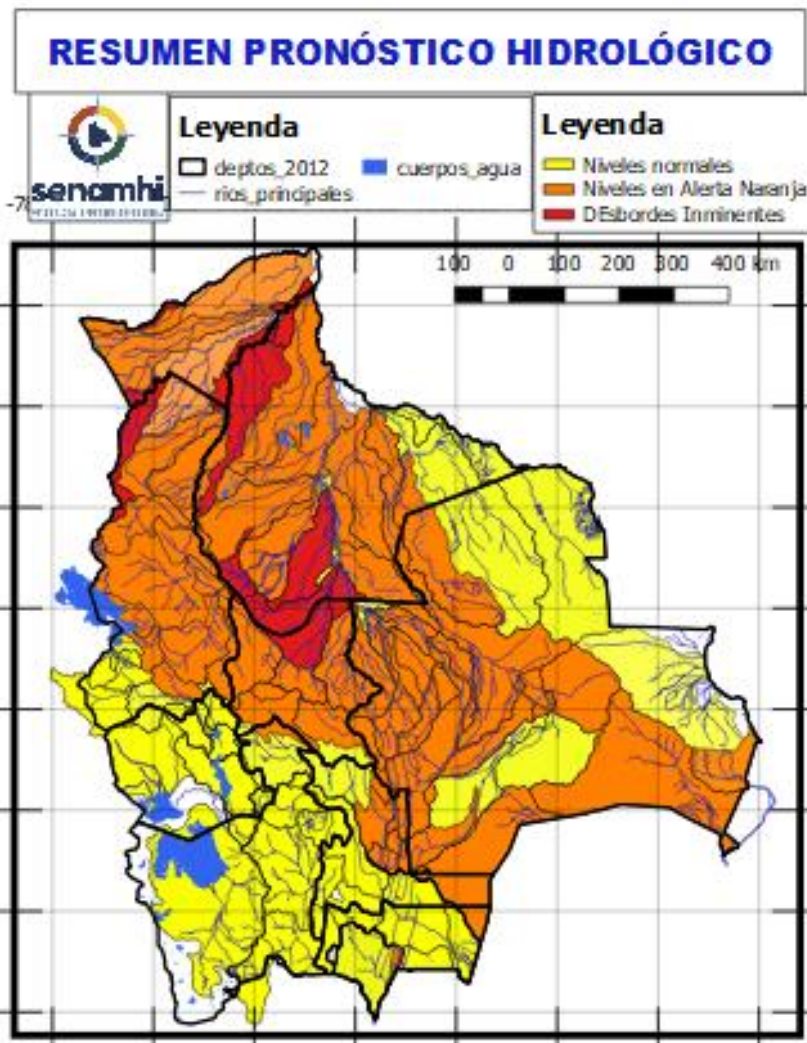 RESUMEN PRONÓSTICO HIDROLÓGICO
senamhi
Leyenda
deptos_2012
cuerpos_agua
rios_principales
Leyenda
Niveles normales
Niveles en Alerta Naranja
DEsbordes Inminentes
100 0 100 200 300 400 km